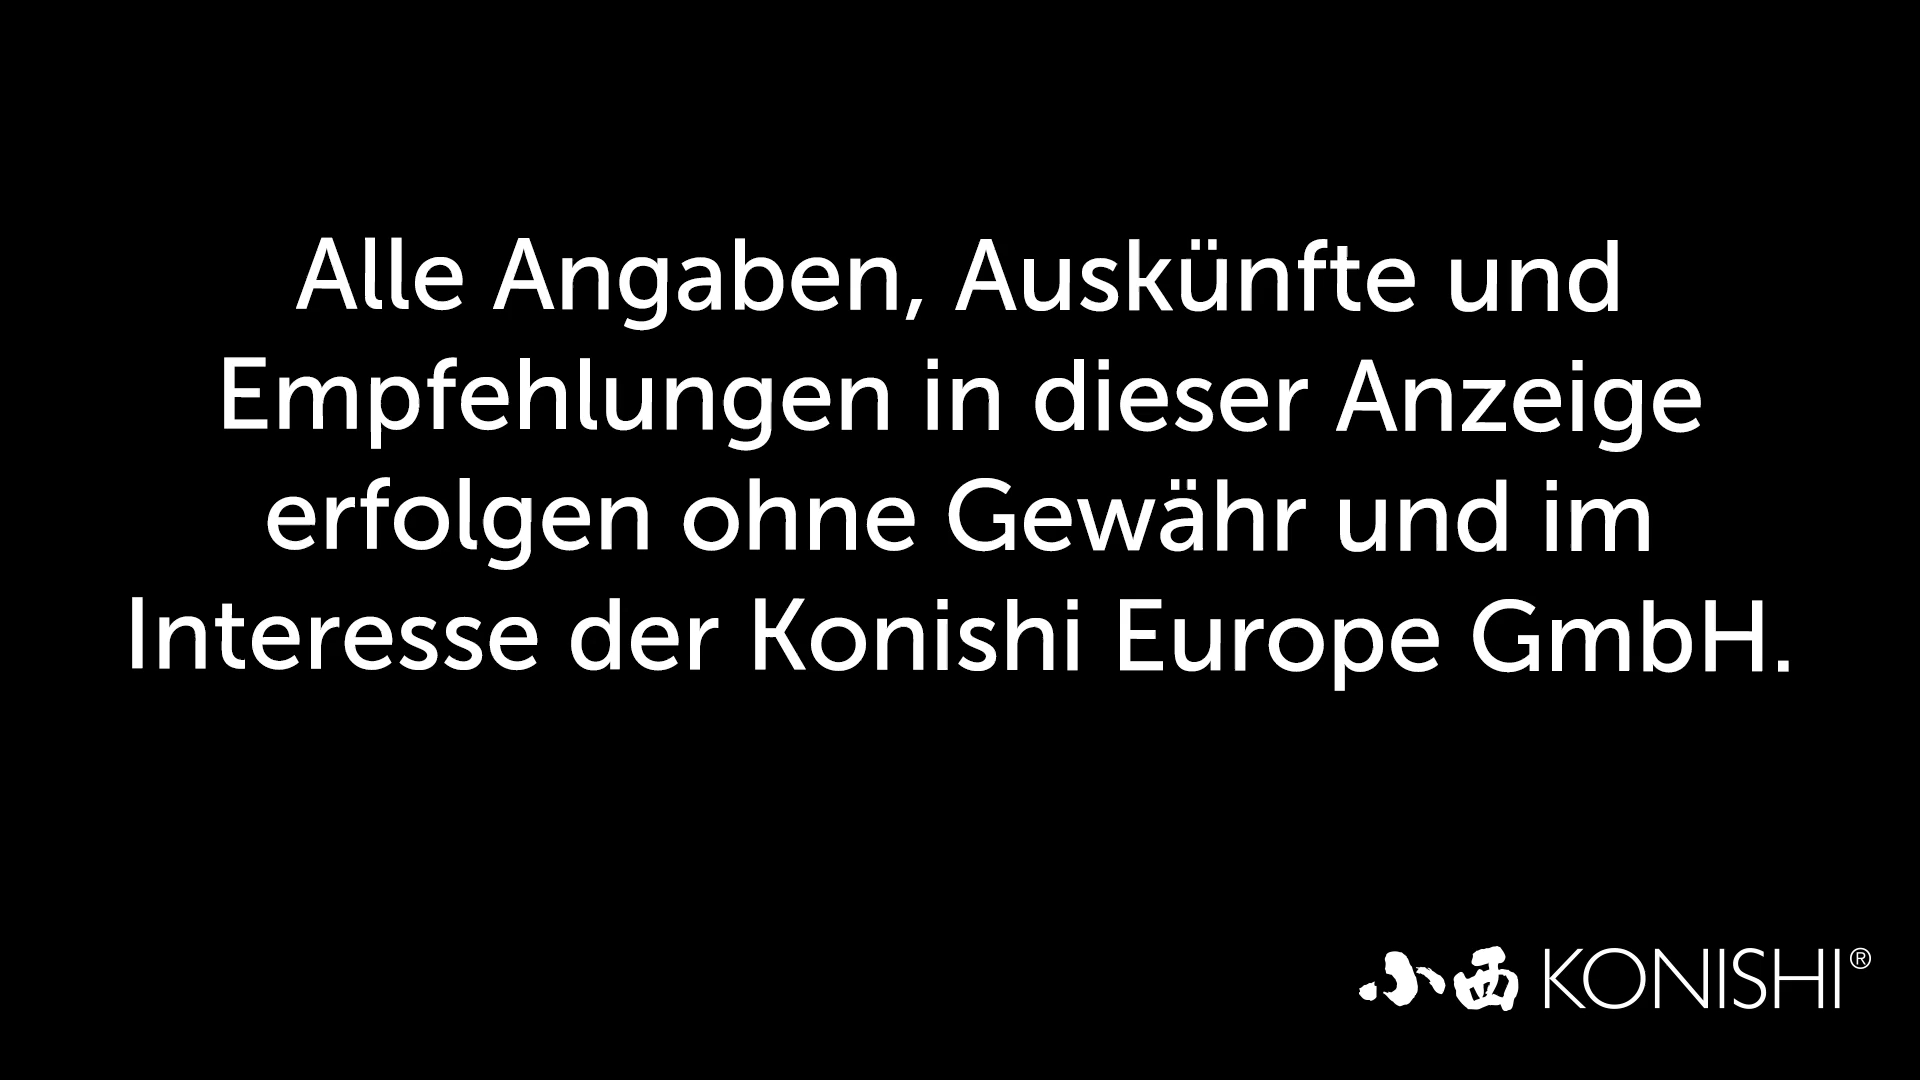 Alle Angaben, Auskünfte und
Empfehlungen in dieser Anzeige
erfolgen ohne Gewähr und im
Interesse der Konishi Europe GmbH.
小西 KONISHI®